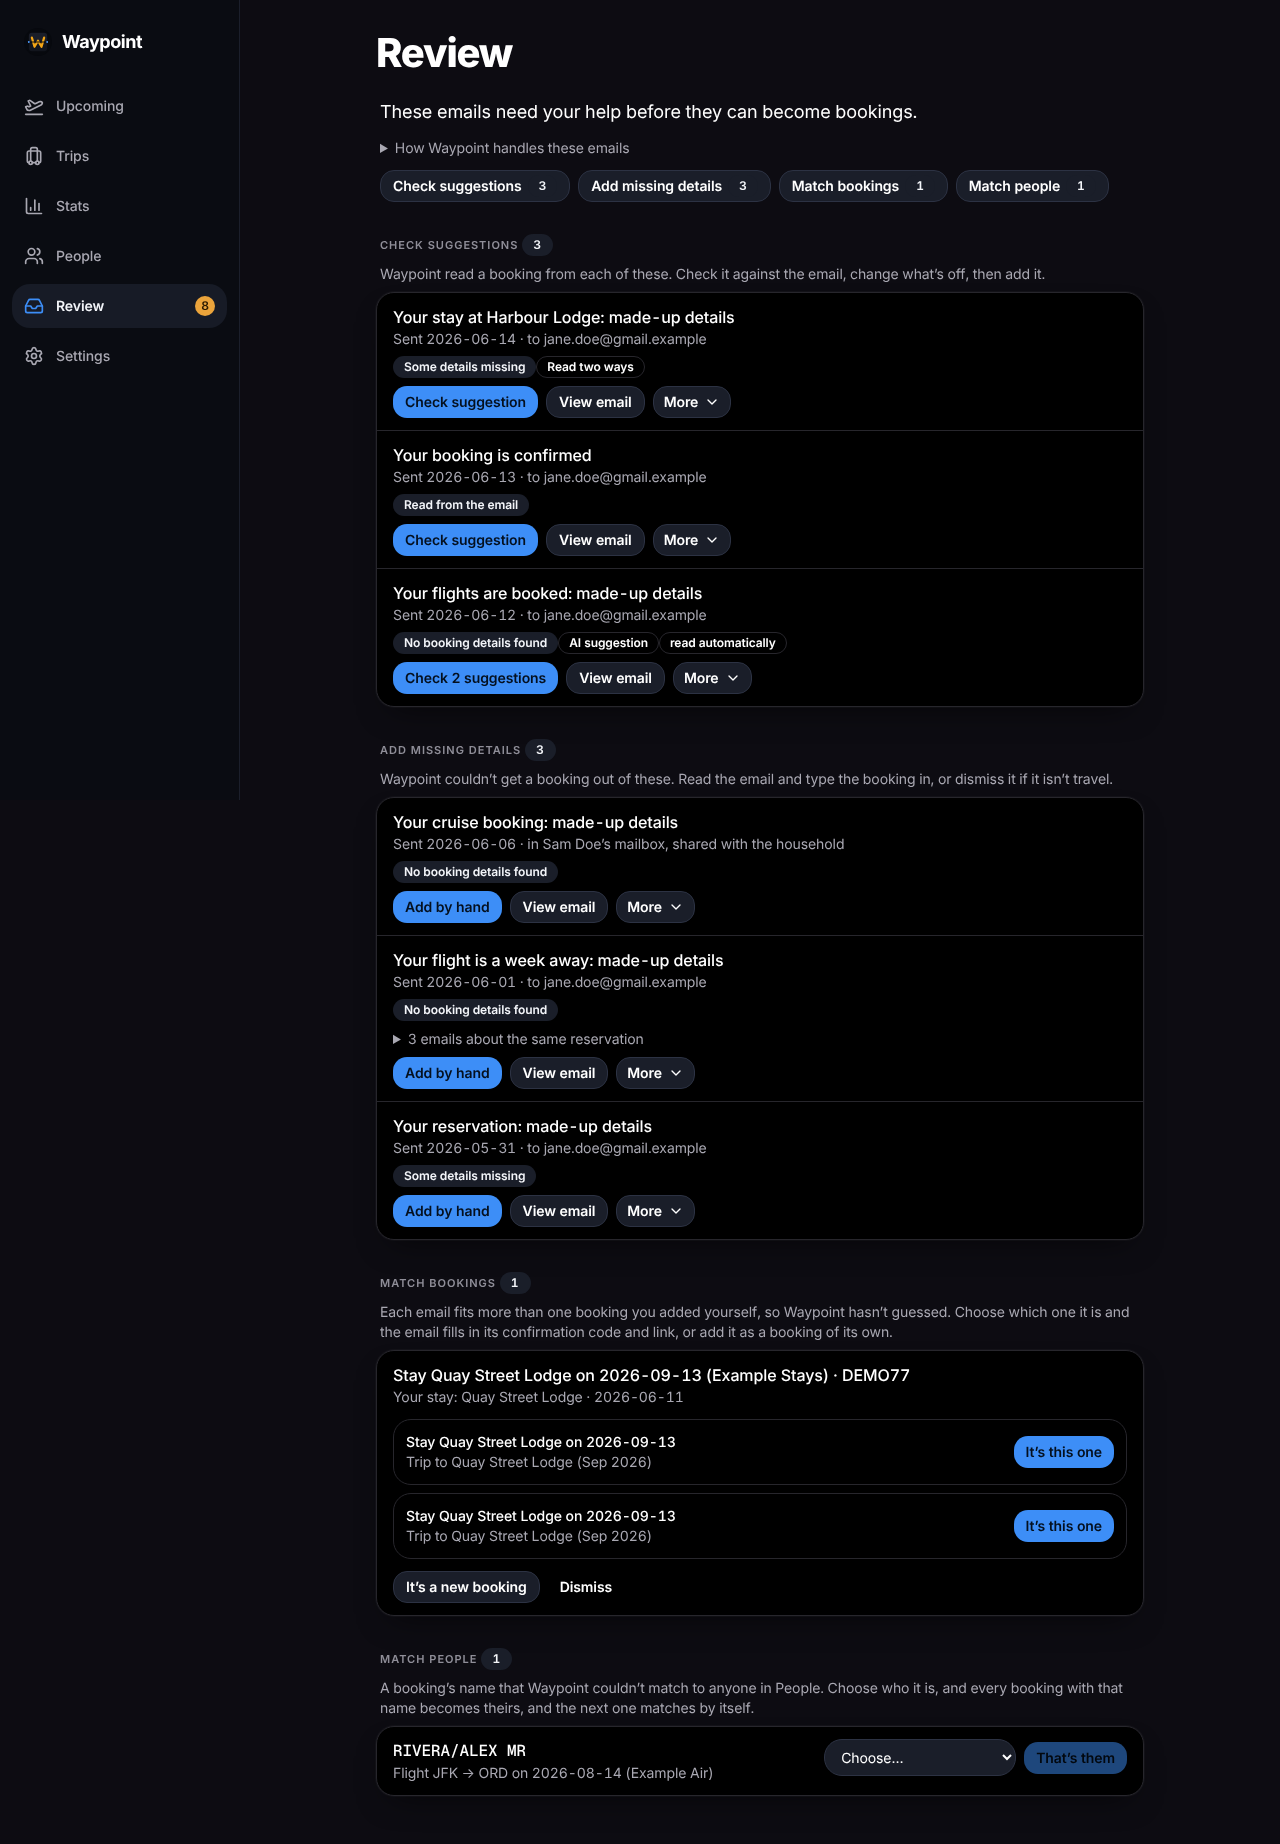 Waypoint
Upcoming
Trips
Stats
People
Review 8
Settings
Review
These emails need your help before they can become bookings.
How Waypoint handles these emails
Check suggestions 3 Add missing details 3 Match bookings 1 Match people 1
CHECK SUGGESTIONS 3
Waypoint read a booking from each of these. Check it against the email, change what’s off, then add it.
Your stay at Harbour Lodge: made-up details
Sent 2026-06-14 · to jane.doe@gmail.example
Some details missing Read two ways
Check suggestion View email More
Your booking is confirmed
Sent 2026-06-13 · to jane.doe@gmail.example
Read from the email
Check suggestion View email More
Your flights are booked: made-up details
Sent 2026-06-12 · to jane.doe@gmail.example
No booking details found AI suggestion read automatically
Check 2 suggestions View email More
ADD MISSING DETAILS 3
Waypoint couldn’t get a booking out of these. Read the email and type the booking in, or dismiss it if it isn’t travel.
Your cruise booking: made-up details
Sent 2026-06-06 · in Sam Doe’s mailbox, shared with the household
No booking details found
Add by hand View email More
Your flight is a week away: made-up details
Sent 2026-06-01 · to jane.doe@gmail.example
No booking details found
3 emails about the same reservation
Add by hand View email More
Your reservation: made-up details
Sent 2026-05-31 · to jane.doe@gmail.example
Some details missing
Add by hand View email More
MATCH BOOKINGS 1
Each email fits more than one booking you added yourself, so Waypoint hasn’t guessed. Choose which one it is and
the email fills in its confirmation code and link, or add it as a booking of its own.
Stay Quay Street Lodge on 2026-09-13 (Example Stays) · DEMO77
Your stay: Quay Street Lodge · 2026-06-11
Stay Quay Street Lodge on 2026-09-13
Trip to Quay Street Lodge (Sep 2026)
It’s this one
Stay Quay Street Lodge on 2026-09-13
Trip to Quay Street Lodge (Sep 2026)
It’s this one
It’s a new booking Dismiss
MATCH PEOPLE 1
A booking’s name that Waypoint couldn’t match to anyone in People. Choose who it is, and every booking with that
name becomes theirs, and the next one matches by itself.
RIVERA/ALEX MR
Flight JFK → ORD on 2026-08-14 (Example Air)
Choose… That’s them